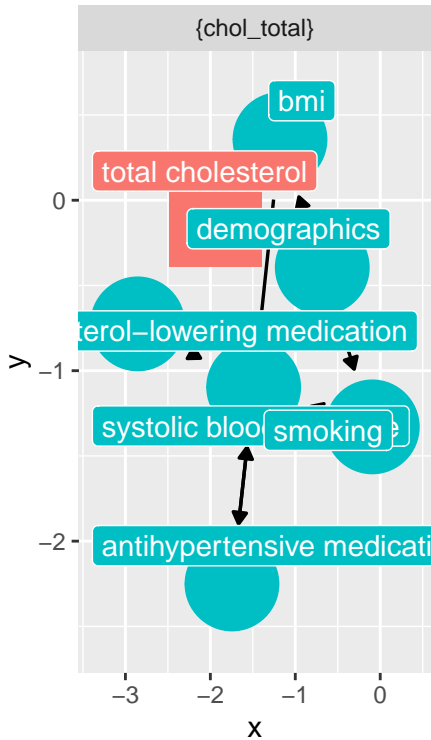 {chol_total}
bmi
total cholesterol
0
demographics
terol−lowering medication
−1
y
systolic blood
smoking
−2
antihypertensive medicati
−3
−2
−1
0
x